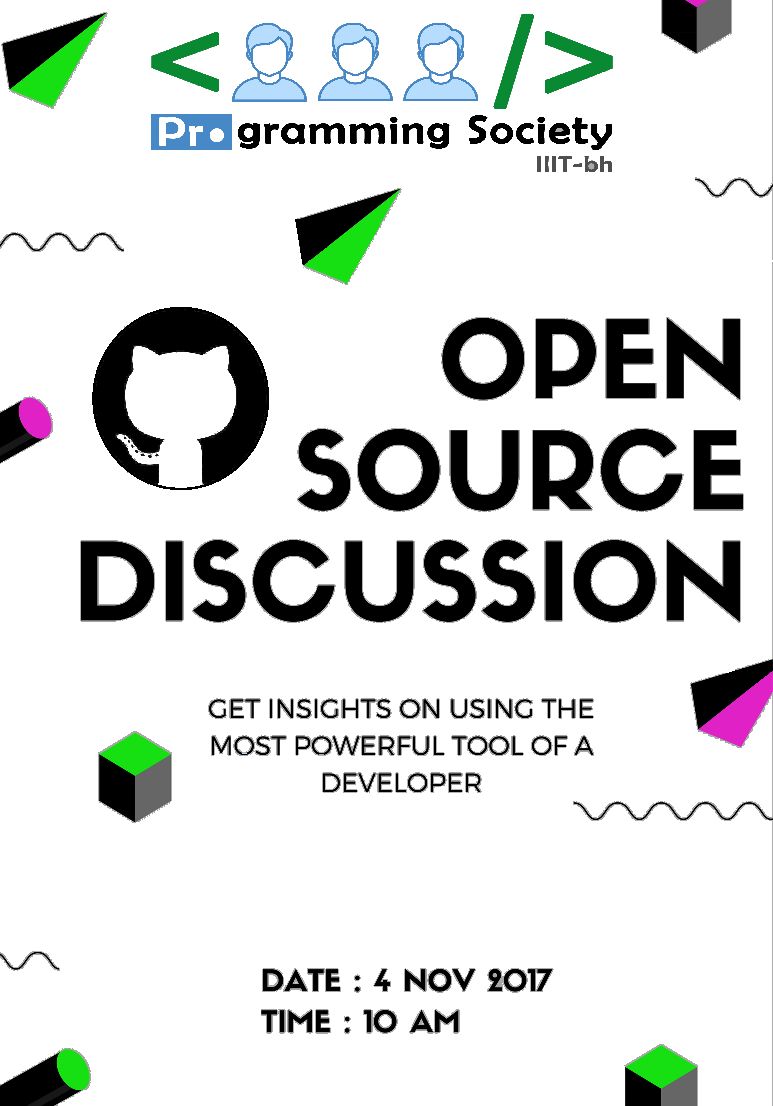 < />
Programming Society
IIIT-bh
OPEN
SOURCE
DISCUSSION
GET INSIGHTS ON USING THE
MOST POWERFUL TOOL OF A
DEVELOPER
DATE : 4 NOV 2017
TIME : 10 AM